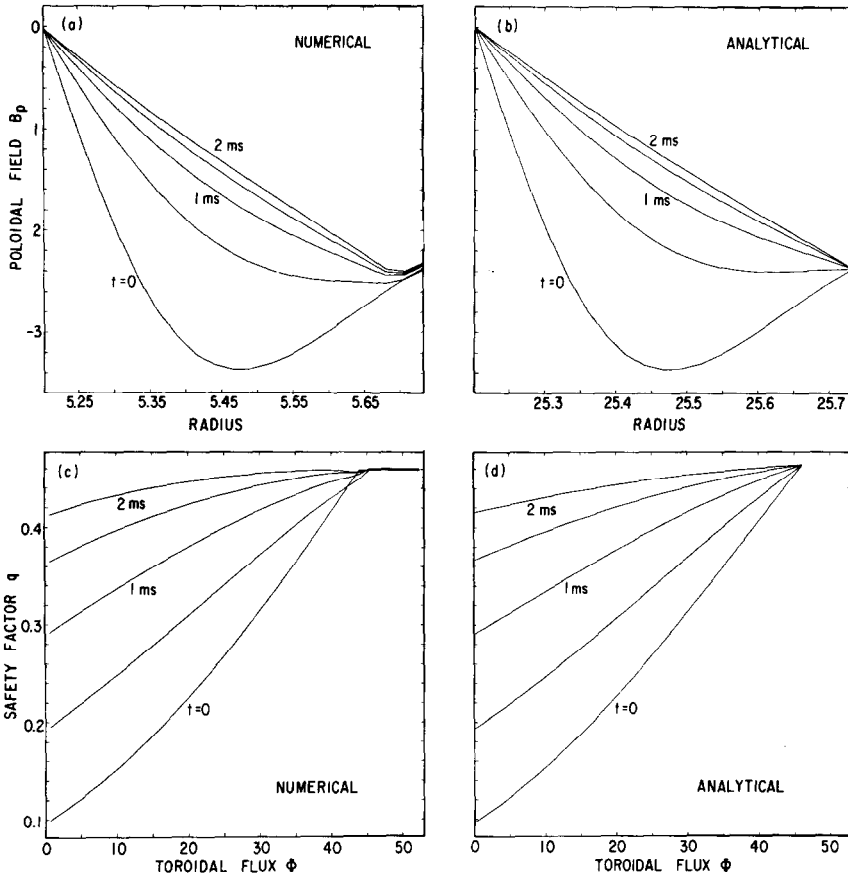 (a)
NUMERICAL
0
1
2
-3
POLOIDAL FIELD Bp
2 ms
1 ms
t=0
5.25 5.35 5.45 5.55 5.65
RADIUS
(b)
ANALYTICAL
2 ms
1 ms
t=0
25.3 25.4 25.5 25.6 25.7
RADIUS
(c)
0.4
0.3
0.2
0.1
SAFETY FACTOR q
2 ms
1 ms
t=0
NUMERICAL
0 10 20 30 40 50
TOROIDAL FLUX Φ
(d)
2 ms
1 ms
t=0
ANALYTICAL
0 10 20 30 40 50
TOROIDAL FLUX Φ